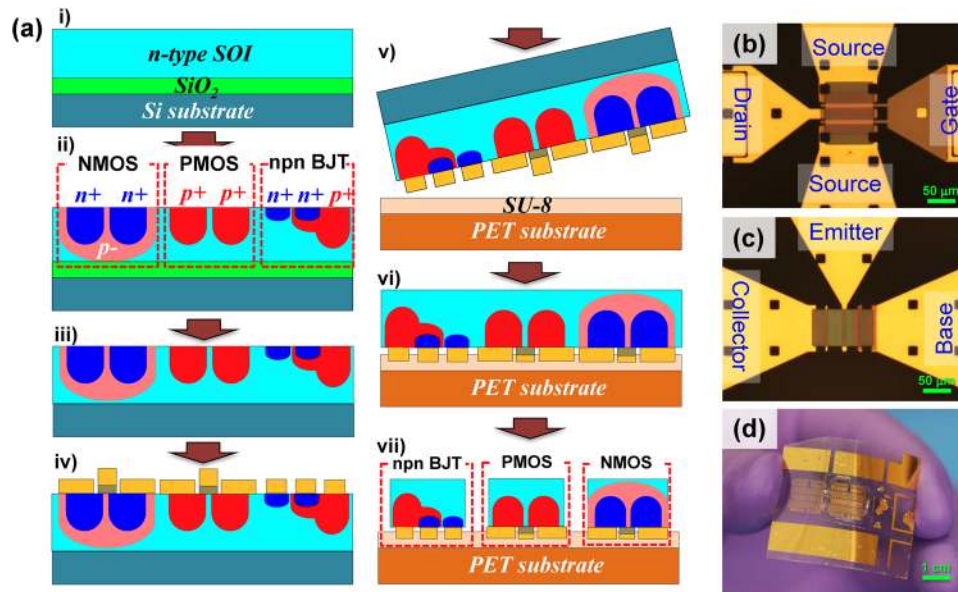 (a)
i)
n-type SOI
SiO2
Si substrate
ii)
NMOS PMOS npn BJT
n+ n+ p+ p+ n+ n+ p+
p-
iii)
iv)
v)
SU-8
PET substrate
vi)
PET substrate
vii)
npn BJT PMOS NMOS
PET substrate
(b)
Source
Drain
Gate
Source
50 μm
(c)
Emitter
Collector
Base
50 μm
(d)
1 cm